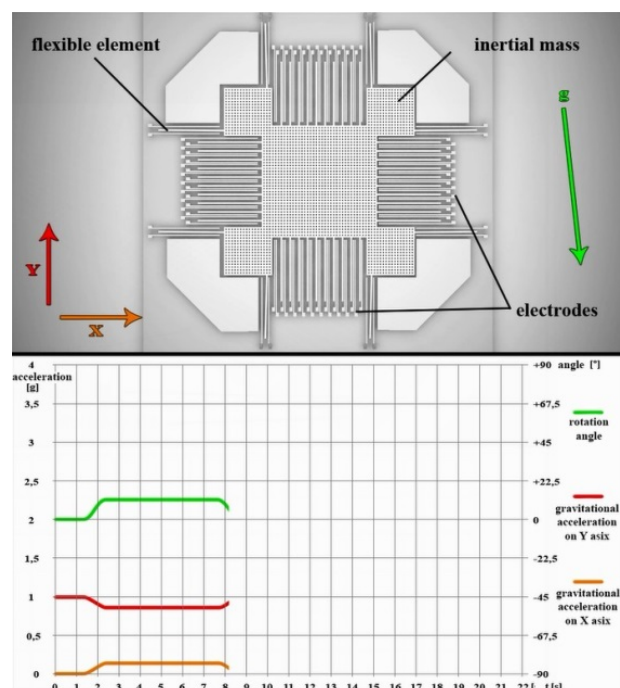 flexible element
inertial mass
g
Y
X
electrodes
4
acceleration
[g]
3,5
3
2,5
2
1,5
1
0,5
0
+90 angle [°]
+67,5
+45
+22,5
0
-22,5
-45
-67,5
-90
rotation
angle
gravitational
acceleration
on Y asix
gravitational
acceleration
on X asix
0 1 2 3 4 5 6 7 8 9 10 11 12 13 14 15 16 17 18 19 20 21 22 t[s]